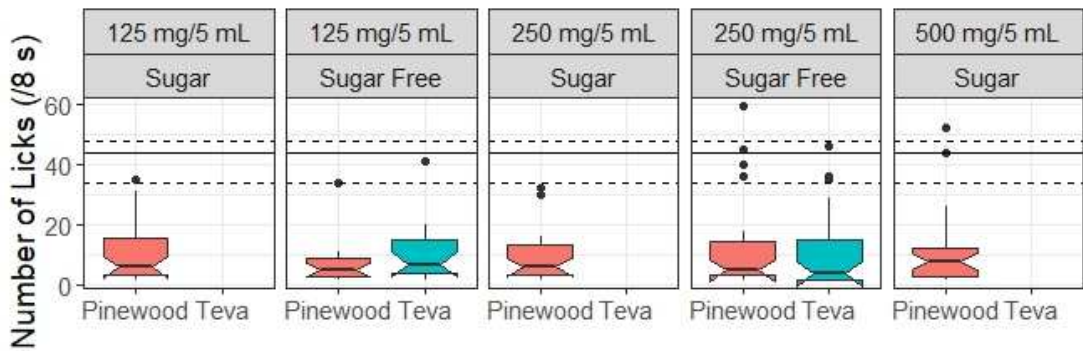 Number of Licks (/8 s)
125 mg/5 mL 125 mg/5 mL 250 mg/5 mL 250 mg/5 mL 500 mg/5 mL
Sugar Sugar Free Sugar Sugar Free Sugar
60
40
20
0
Pinewood Teva Pinewood Teva Pinewood Teva Pinewood Teva Pinewood Teva